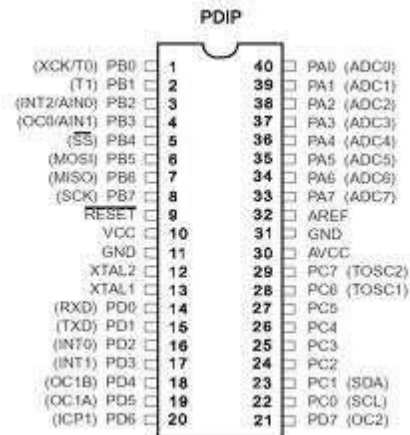 PDIP
(XCK/T0) PB0 1 40 PA0 (ADC0)
(T1) PB1 2 39 PA1 (ADC1)
(INT2/AIN0) PB2 3 38 PA2 (ADC2)
(OC0/AIN1) PB3 4 37 PA3 (ADC3)
(SS) PB4 5 36 PA4 (ADC4)
(MOSI) PB5 6 35 PA5 (ADC5)
(MISO) PB6 7 34 PA6 (ADC6)
(SCK) PB7 8 33 PA7 (ADC7)
RESET 9 32 AREF
VCC 10 31 GND
GND 11 30 AVCC
XTAL2 12 29 PC7 (TOSC2)
XTAL1 13 28 PC6 (TOSC1)
(RXD) PD0 14 27 PC5
(TXD) PD1 15 26 PC4
(INT0) PD2 16 25 PC3
(INT1) PD3 17 24 PC2
(OC1B) PD4 18 23 PC1 (SDA)
(OC1A) PD5 19 22 PC0 (SCL)
(ICP1) PD6 20 21 PD7 (OC2)